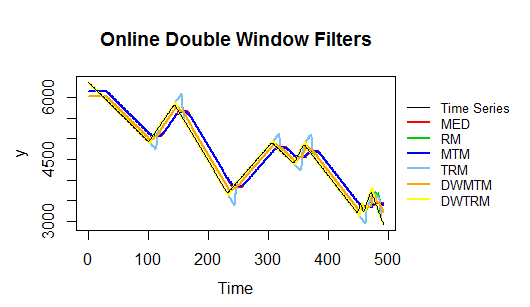 Online Double Window Filters
y
3000
4500
6000
0 100 200 300 400 500
Time
Time Series
MED
RM
MTM
TRM
DWMTM
DWTRM